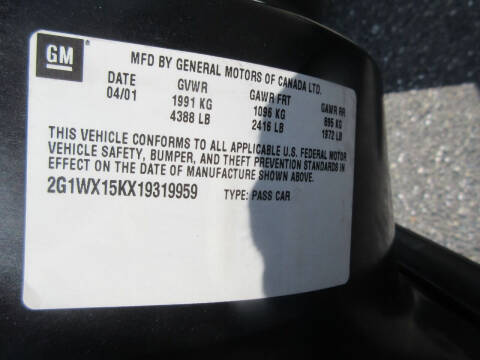 GM
MFD BY GENERAL MOTORS OF CANADA LTD.
DATE GVWR GAWR FRT GAWR RR
04/01 1991 KG 1096 KG 895 KG
4388 LB 2416 LB 1972 LB
THIS VEHICLE CONFORMS TO ALL APPLICABLE U.S. FEDERAL MOTOR
VEHICLE SAFETY, BUMPER, AND THEFT PREVENTION STANDARDS IN
EFFECT ON THE DATE OF MANUFACTURE SHOWN ABOVE.
2G1WX15KX19319959 TYPE: PASS CAR